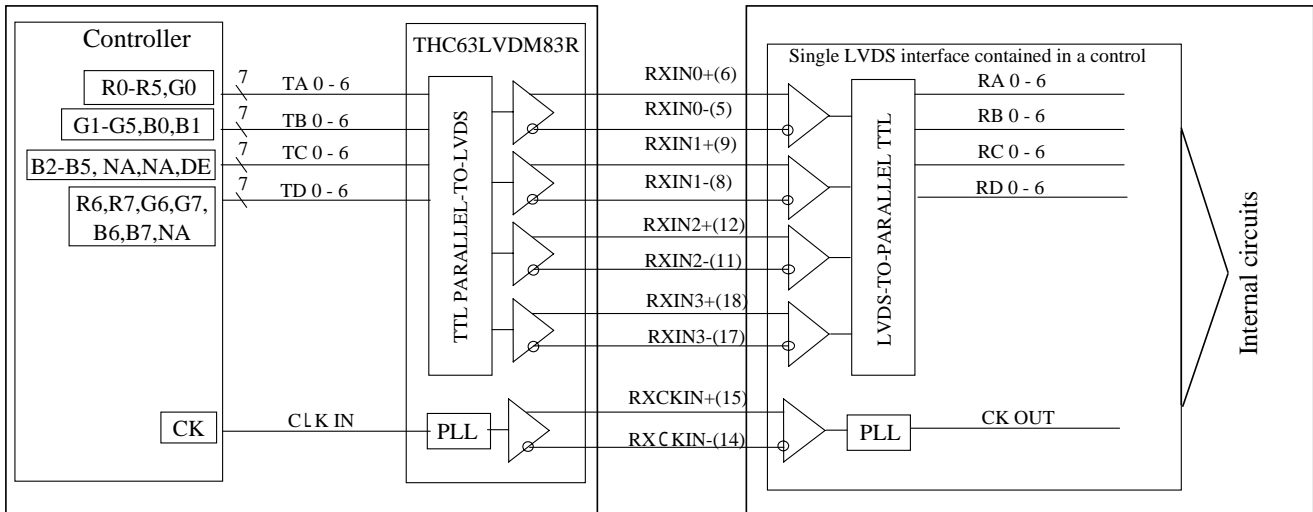 Controller
R0-R5,G0
G1-G5,B0,B1
B2-B5, NA,NA,DE
R6,R7,G6,G7,
B6,B7,NA
CK
7
TA 0 - 6
7
TB 0 - 6
7
TC 0 - 6
7
TD 0 - 6
CLK IN
THC63LVDM83R
TTL PARALLEL-TO-LVDS
PLL
RXIN0+(6)
RXIN0-(5)
RXIN1+(9)
RXIN1-(8)
RXIN2+(12)
RXIN2-(11)
RXIN3+(18)
RXIN3-(17)
RXCKIN+(15)
RXCKIN-(14)
Single LVDS interface contained in a control
LVDS-TO-PARALLEL TTL
PLL
RA 0 - 6
RB 0 - 6
RC 0 - 6
RD 0 - 6
CK OUT
Internal circuits